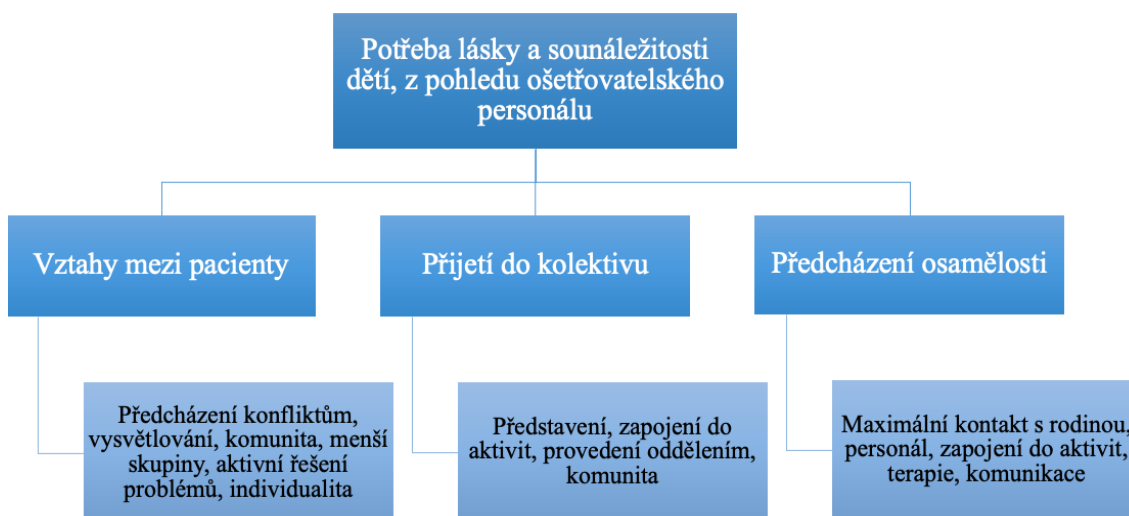 Potřeba lásky a sounáležitosti
dětí, z pohledu ošetřovatelského
personálu
Vztahy mezi pacienty
Přijetí do kolektivu
Předcházení osamělosti
Předcházení konfliktům,
vysvětlování, komunita, menší
skupiny, aktivní řešení
problémů, individualita
Představení, zapojení do
aktivit, provedení oddělením,
komunita
Maximální kontakt s rodinou,
personál, zapojení do aktivit,
terapie, komunikace